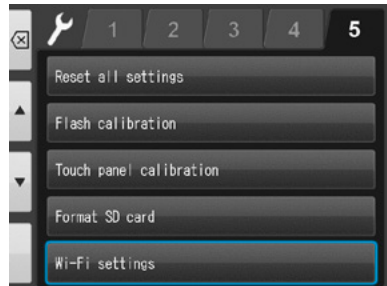 1 2 3 4 5
Reset all settings
Flash calibration
Touch panel calibration
Format SD card
Wi-Fi settings